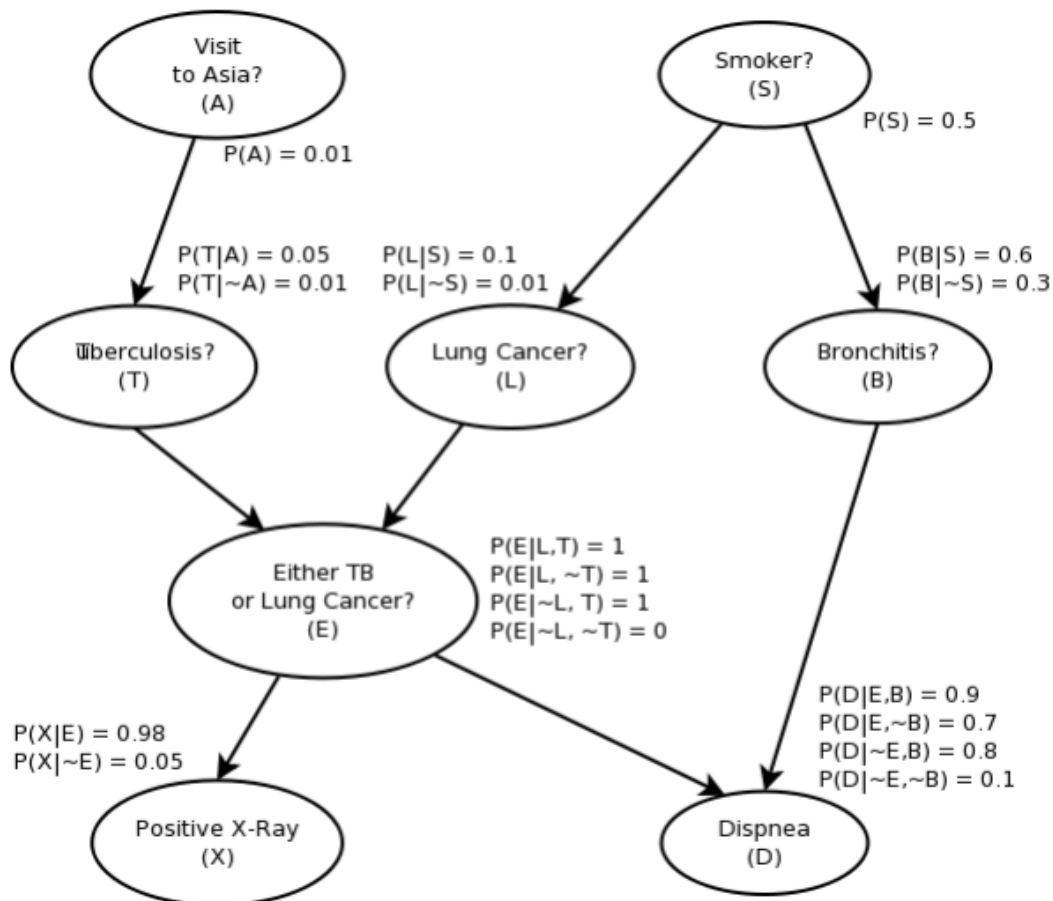 Visit
to Asia?
(A)
P(A) = 0.01
Smoker?
(S)
P(S) = 0.5
P(T|A) = 0.05
P(T|~A) = 0.01
P(L|S) = 0.1
P(L|~S) = 0.01
P(B|S) = 0.6
P(B|~S) = 0.3
Tuberculosis?
(T)
Lung Cancer?
(L)
Bronchitis?
(B)
Either TB
or Lung Cancer?
(E)
P(E|L,T) = 1
P(E|L, ~T) = 1
P(E|~L, T) = 1
P(E|~L, ~T) = 0
P(X|E) = 0.98
P(X|~E) = 0.05
P(D|E,B) = 0.9
P(D|E,~B) = 0.7
P(D|~E,B) = 0.8
P(D|~E,~B) = 0.1
Positive X-Ray
(X)
Dispnea
(D)